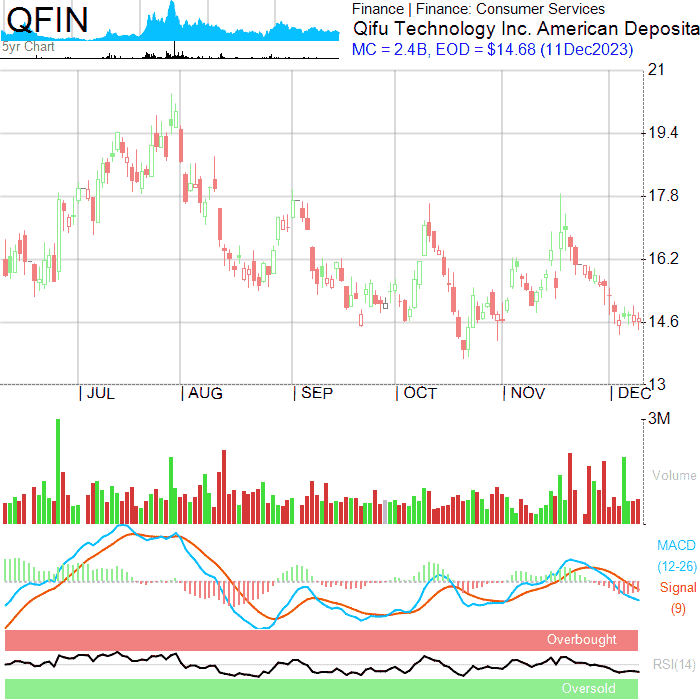 QFIN
5yr Chart
Finance | Finance: Consumer Services
Qifu Technology Inc. American Deposita
MC = 2.4B, EOD = $14.68 (11Dec2023)
21
19.4
17.8
16.2
14.6
13
JUL
AUG
SEP
OCT
NOV
DEC
3M
Volume
MACD
(12-26)
Signal
(9)
Overbought
RSI(14)
Oversold